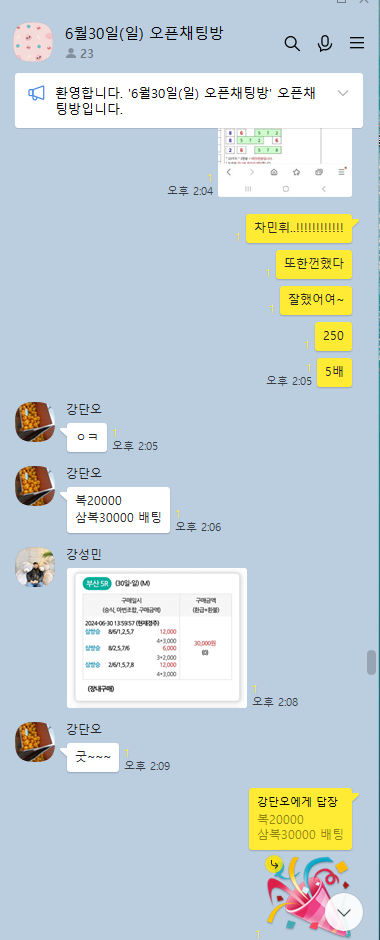 6월30일(일) 오픈채팅방
23
환영합니다. '6월30일(일) 오픈채팅방' 오픈채
팅방입니다.
오후 2:04
차민휘..!!!!!!!!!!!!
또한껀했다
잘했어여~
250
5배
오후 2:05
강단오
ㅇㅋ
오후 2:05
강단오
복20000
삼복30000 배팅
오후 2:06
강성민
부산 5R (30일·일) (M)
구매일시
(승식, 마번조합, 구매금액)
구매금액
(환급+환불)
2024-06-30 13:59:57 (현재경주)
삼쌍승 8/6/1,2,5,7 12,000
4×3,000
삼쌍승 8/2,5,7/6 6,000
3×2,000
삼쌍승 2/6/1,5,7,8 12,000
4×3,000
30,000원
(0)
(장내구매)
오후 2:08
강단오
굿~~~
오후 2:09
강단오에게 답장
복20000
삼복30000 배팅